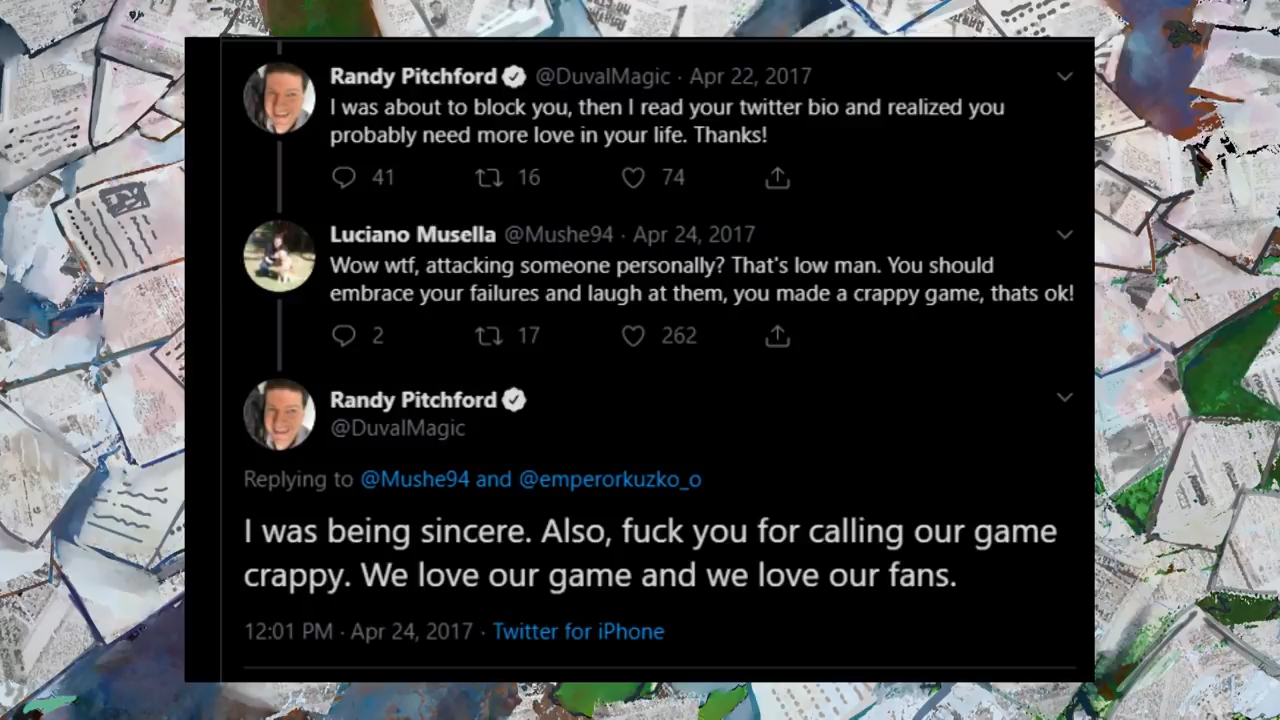 Randy Pitchford @DuvalMagic · Apr 22, 2017
I was about to block you, then I read your twitter bio and realized you
probably need more love in your life. Thanks!
41 16 74
Luciano Musella @Mushe94 · Apr 24, 2017
Wow wtf, attacking someone personally? That's low man. You should
embrace your failures and laugh at them, you made a crappy game, thats ok!
2 17 262
Randy Pitchford
@DuvalMagic
Replying to @Mushe94 and @emperorkuzko_o
I was being sincere. Also, fuck you for calling our game
crappy. We love our game and we love our fans.
12:01 PM · Apr 24, 2017 · Twitter for iPhone